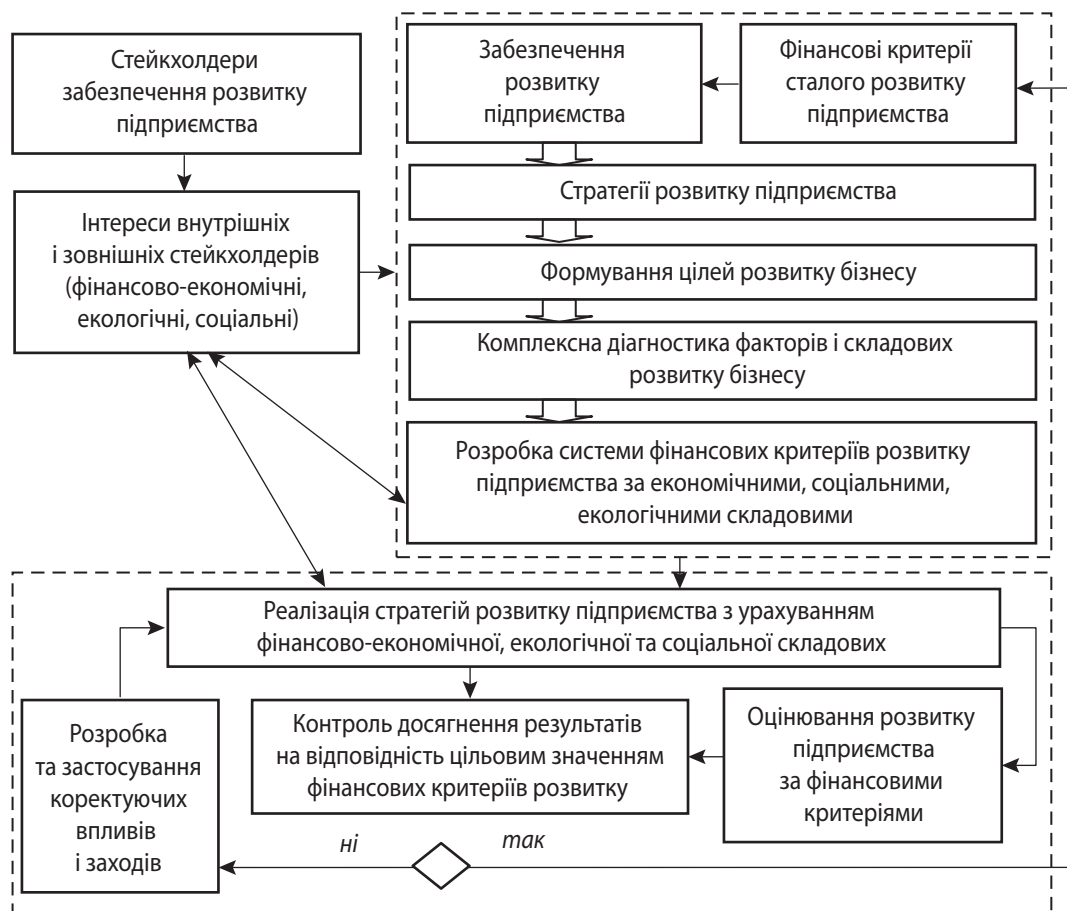 Стейкхолдери
забезпечення розвитку
підприємства
Забезпечення
розвитку
підприємства
Фінансові критерії
сталого розвитку
підприємства
Інтереси внутрішніх
і зовнішніх стейкхолдерів
(фінансово-економічні,
екологічні, соціальні)
Стратегії розвитку підприємства
Формування цілей розвитку бізнесу
Комплексна діагностика факторів і складових
розвитку бізнесу
Розробка системи фінансових критеріїв розвитку
підприємства за економічними, соціальними,
екологічними складовими
Реалізація стратегій розвитку підприємства з урахуванням
фінансово-економічної, екологічної та соціальної складових
Розробка
та застосування
коректуючих
впливів
і заходів
Контроль досягнення результатів
на відповідність цільовим значенням
фінансових критеріїв розвитку
Оцінювання розвитку
підприємства
за фінансовими
критеріями
ні
так